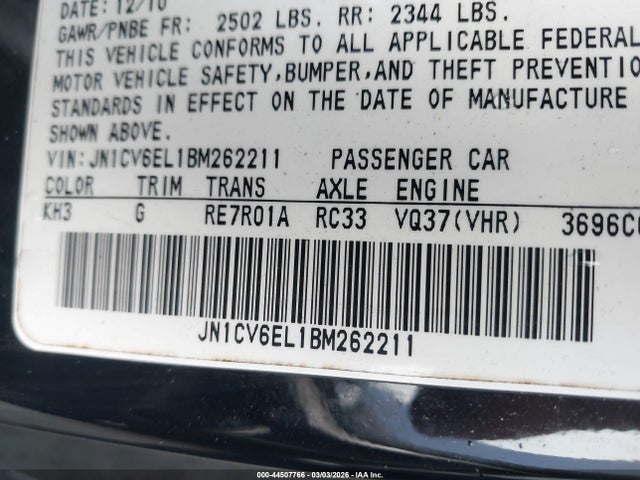 DATE: 12/10
GAWR/PNBE FR: 2502 LBS. RR: 2344 LBS.
THIS VEHICLE CONFORMS TO ALL APPLICABLE FEDERAL
MOTOR VEHICLE SAFETY, BUMPER, AND THEFT PREVENTIO
STANDARDS IN EFFECT ON THE DATE OF MANUFACTURE
SHOWN ABOVE.
VIN: JN1CV6EL1BM262211 PASSENGER CAR
COLOR TRIM TRANS AXLE ENGINE
KH3 G RE7R01A RC33 VQ37(VHR) 3696CC
JN1CV6EL1BM262211
000-44507766 - 03/03/2026 - IAA Inc.